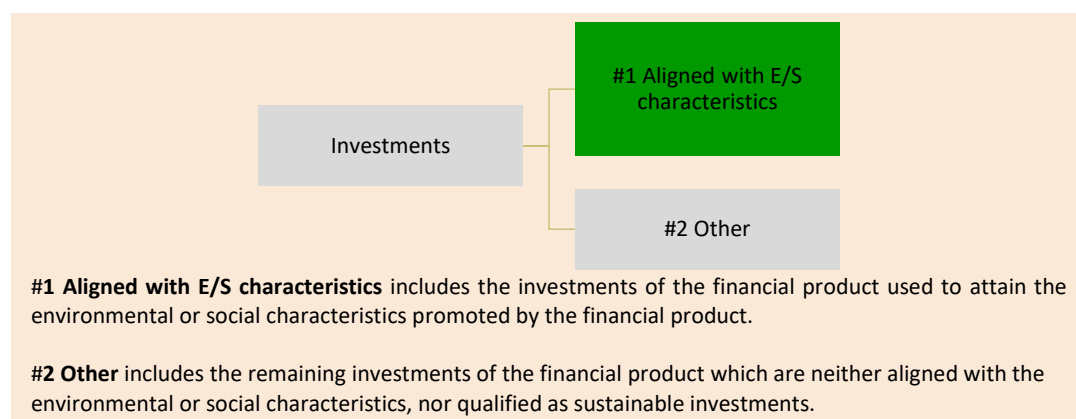 #1 Aligned with E/S
characteristics
Investments
#2 Other
#1 Aligned with E/S characteristics includes the investments of the financial product used to attain the
environmental or social characteristics promoted by the financial product.
#2 Other includes the remaining investments of the financial product which are neither aligned with the
environmental or social characteristics, nor qualified as sustainable investments.